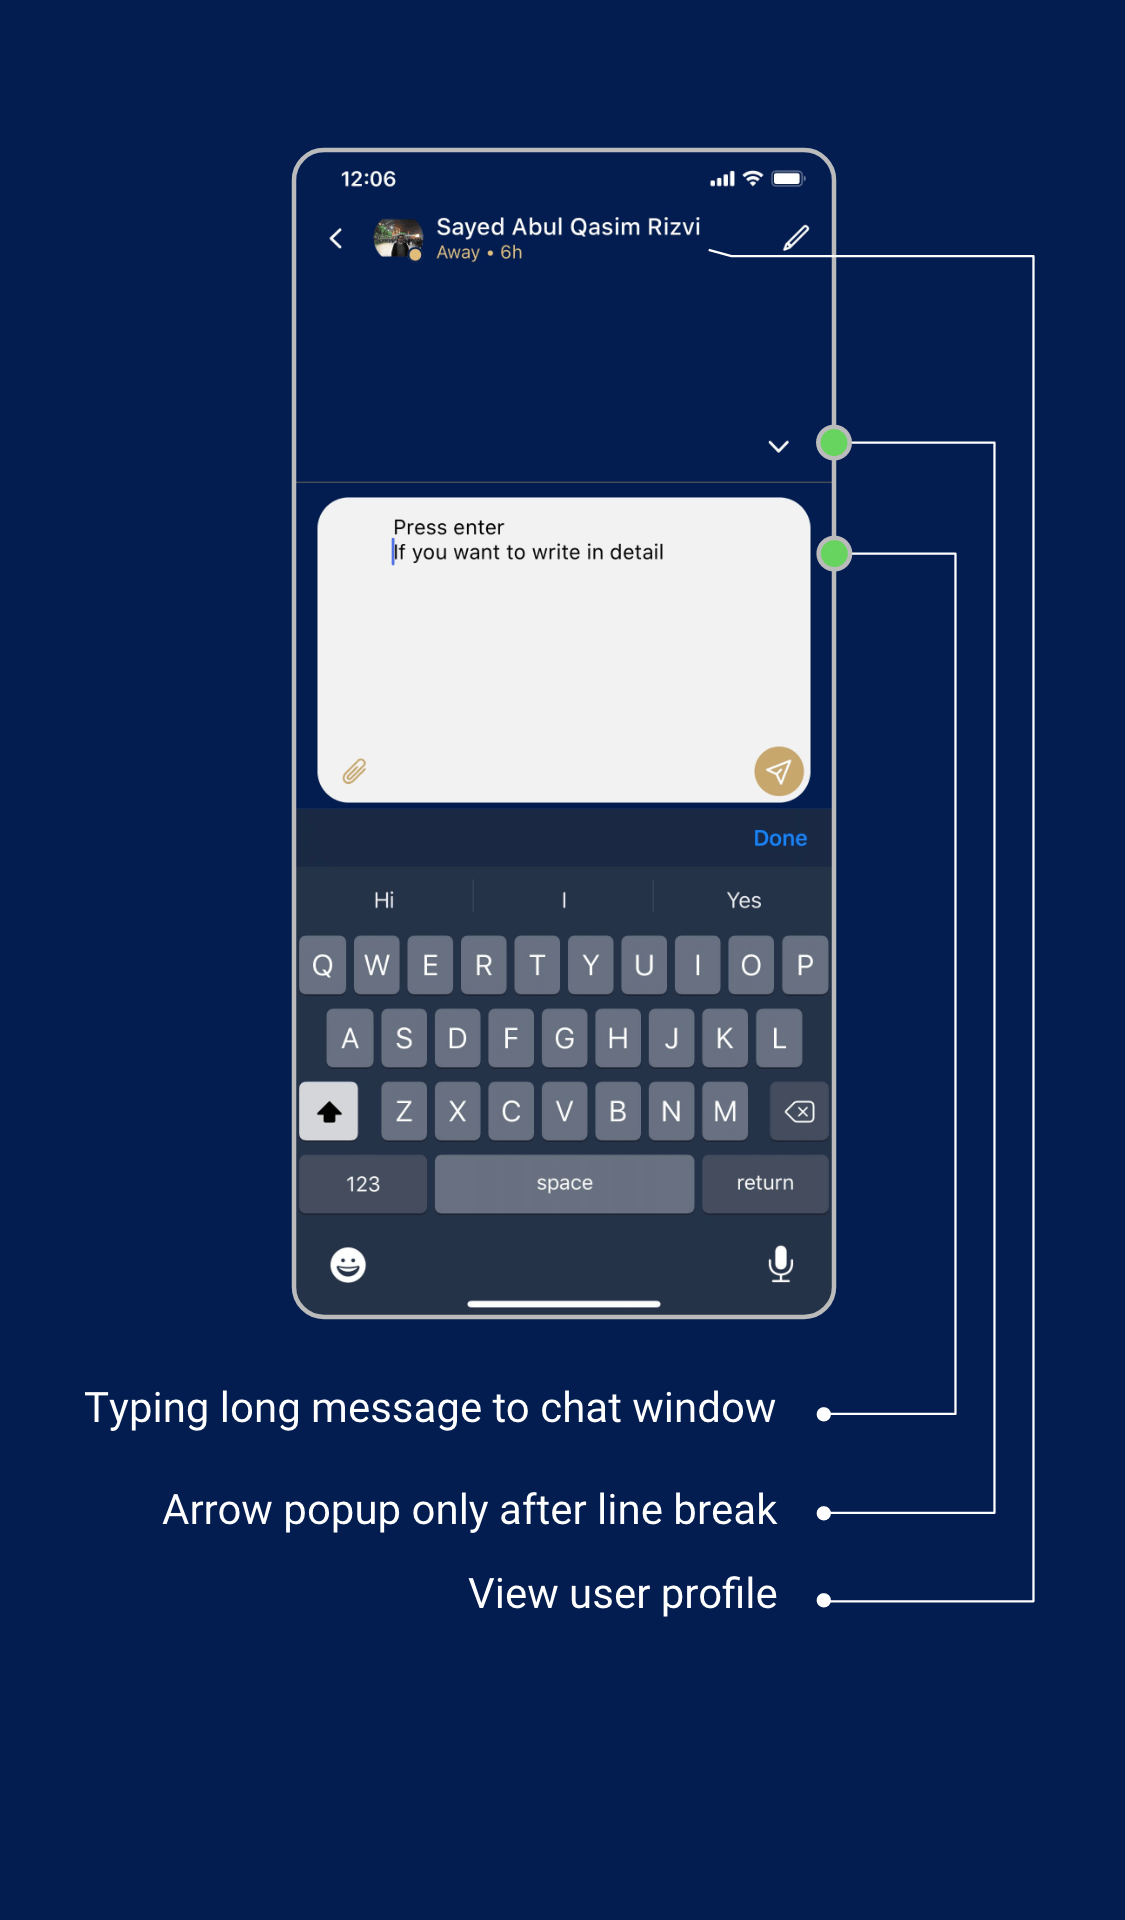 12:06
Sayed Abul Qasim Rizvi
Away • 6h
Press enter
If you want to write in detail
Done
Hi I Yes
Q W E R T Y U I O P
A S D F G H J K L
Z X C V B N M
123 space return
Typing long message to chat window
Arrow popup only after line break
View user profile